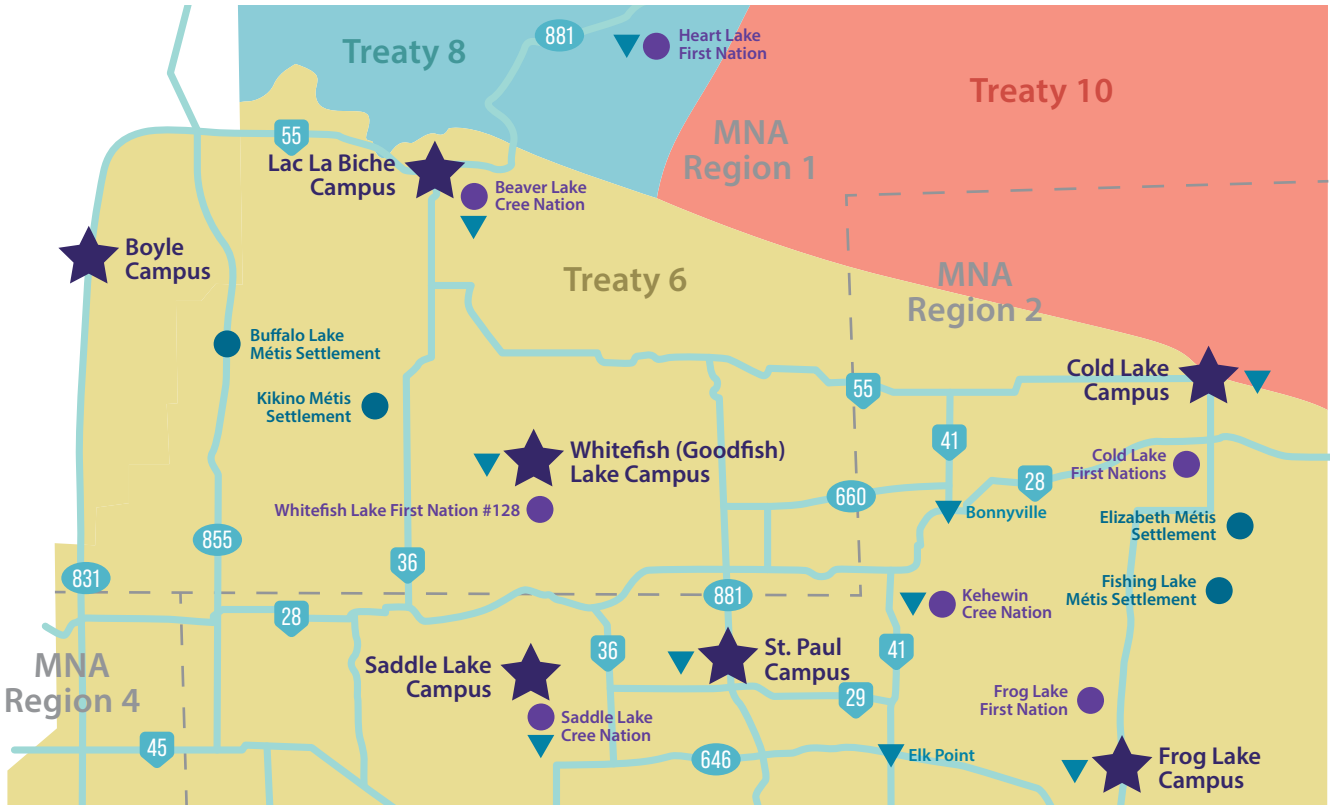 881
Heart Lake
First Nation
Treaty 8
Treaty 10
55
MNA
Region 1
Lac La Biche
Campus
Beaver Lake
Cree Nation
Boyle
Campus
Treaty 6
MNA
Region 2
Buffalo Lake
Métis Settlement
Kikino Métis
Settlement
Cold Lake
Campus
55
41
Whitefish (Goodfish)
Lake Campus
Cold Lake
First Nations
28
660
Whitefish Lake First Nation #128
Bonnyville
Elizabeth Métis
Settlement
855
36
831
881
Fishing Lake
Métis Settlement
Kehewin
Cree Nation
28
36
41
St. Paul
Campus
MNA
Region 4
Saddle Lake
Campus
29
Frog Lake
First Nation
Saddle Lake
Cree Nation
45
646
Elk Point
Frog Lake
Campus